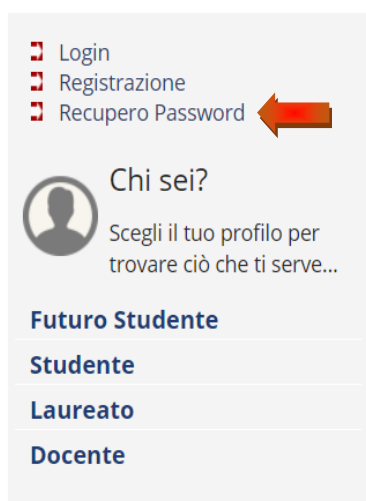 Login
Registrazione
Recupero Password
Chi sei?
Scegli il tuo profilo per
trovare ciò che ti serve...
Futuro Studente
Studente
Laureato
Docente